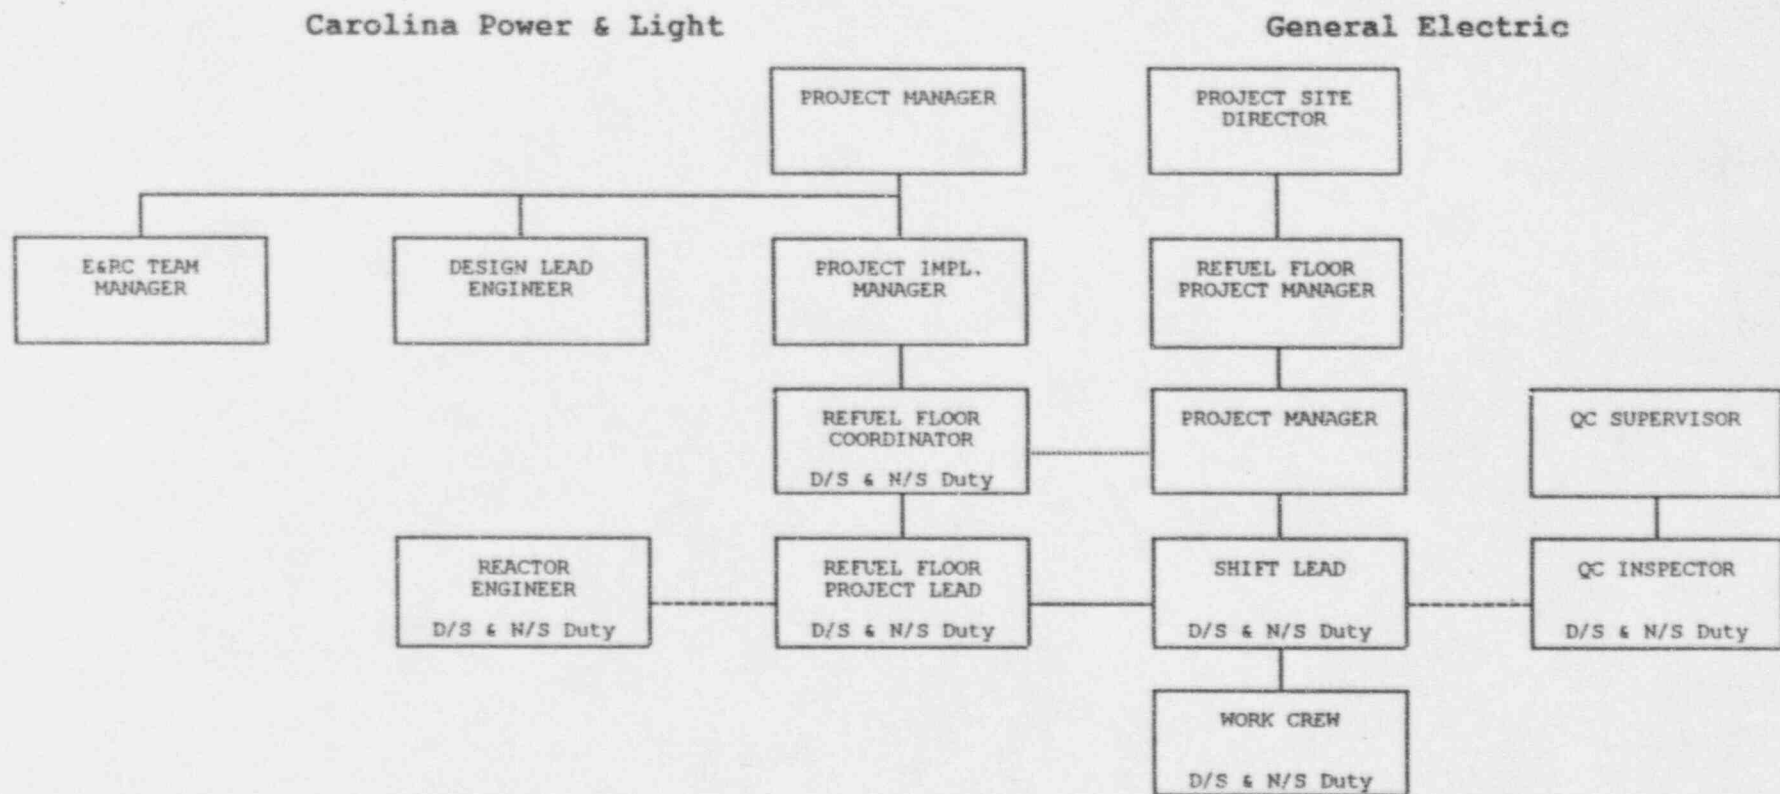 Carolina Power & Light
General Electric
PROJECT MANAGER
PROJECT SITE
DIRECTOR
E&RC TEAM
MANAGER
DESIGN LEAD
ENGINEER
PROJECT IMPL.
MANAGER
REFUEL FLOOR
PROJECT MANAGER
REFUEL FLOOR
COORDINATOR
D/S & N/S Duty
PROJECT MANAGER
QC SUPERVISOR
REACTOR
ENGINEER
D/S & N/S Duty
REFUEL FLOOR
PROJECT LEAD
D/S & N/S Duty
SHIFT LEAD
D/S & N/S Duty
QC INSPECTOR
D/S & N/S Duty
WORK CREW
D/S & N/S Duty